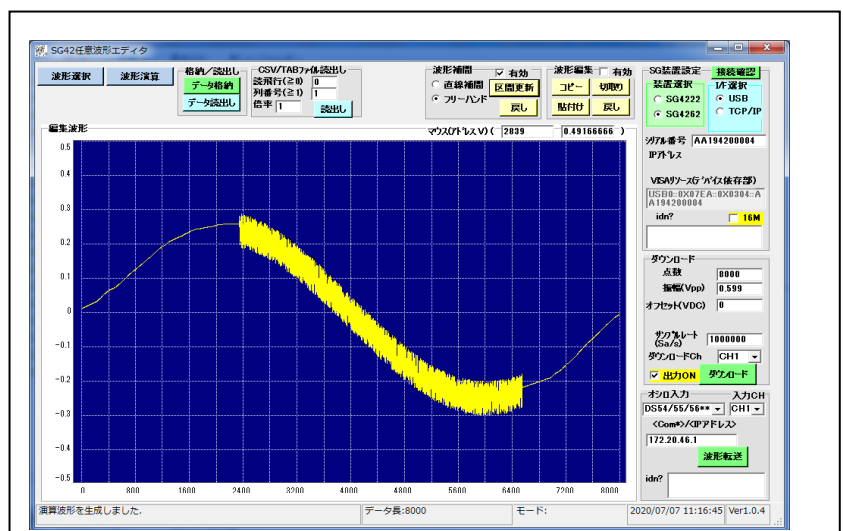 SG42任意波形エディタ
波形選択
波形演算
格納/読出し
データ格納
データ読出し
CSV/TABファイル読出し
読飛行(≧0) 0
列番号(≧1) 1
倍率 1
読出し
波形補間
有効
直線補間
フリーハンド
区間更新
戻し
波形編集
有効
コピー
切取り
貼付け
戻し
SG装置設定
接続確認
装置選択
SG4222
SG4262
I/F選択
USB
TCP/IP
シリアル番号 AA194200004
IPアドレス
VISAリソース(デバイス依存部)
USB0::0X07EA::0X0304::A
A194200004
idn?
16M
編集波形
マウス(アドレス,V) ( 2839 0.49166666 )
0.5
0.4
0.3
0.2
0.1
0
-0.1
-0.2
-0.3
-0.4
-0.5
0 800 1600 2400 3200 4000 4800 5600 6400 7200 8000
ダウンロード
点数 8000
振幅(Vpp) 0.599
オフセット(VDC) 0
サンプルレート
(Sa/s) 1000000
ダウンロードCh CH1
出力ON
ダウンロード
オシロ入力 入力CH
DS54/55/56** CH1
<Com*>/<IPアドレス>
172.20.46.1
波形転送
idn?
演算波形を生成しました.
データ長:8000
モード:
2020/07/07 11:16:45
Ver1.0.4